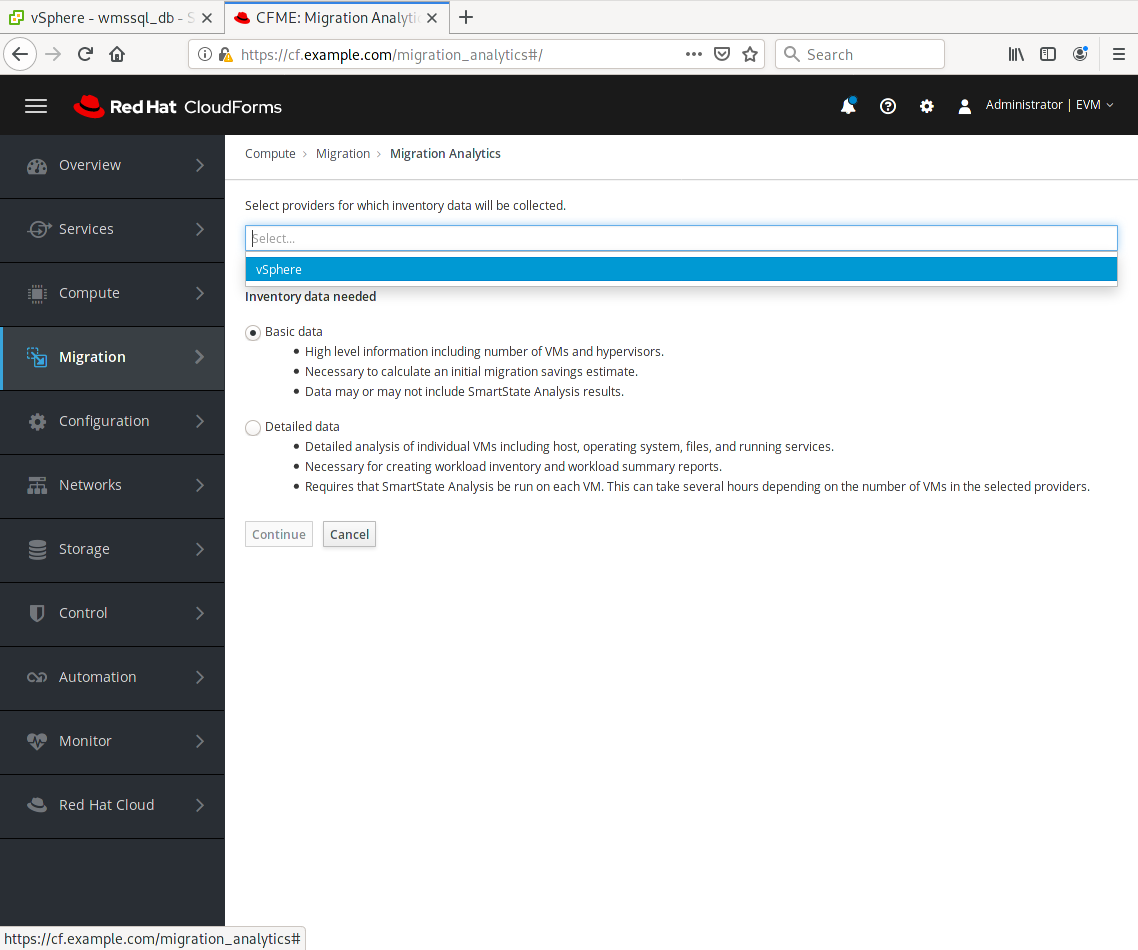 vSphere - wmssql_db - S
CFME: Migration Analytic
https://cf.example.com/migration_analytics#/
Search
Red Hat CloudForms
Administrator | EVM
Overview
Services
Compute
Migration
Configuration
Networks
Storage
Control
Automation
Monitor
Red Hat Cloud
Compute > Migration > Migration Analytics
Select providers for which inventory data will be collected.
Select...
vSphere
Inventory data needed
Basic data
• High level information including number of VMs and hypervisors.
• Necessary to calculate an initial migration savings estimate.
• Data may or may not include SmartState Analysis results.
Detailed data
• Detailed analysis of individual VMs including host, operating system, files, and running services.
• Necessary for creating workload inventory and workload summary reports.
• Requires that SmartState Analysis be run on each VM. This can take several hours depending on the number of VMs in the selected providers.
Continue Cancel
https://cf.example.com/migration_analytics#